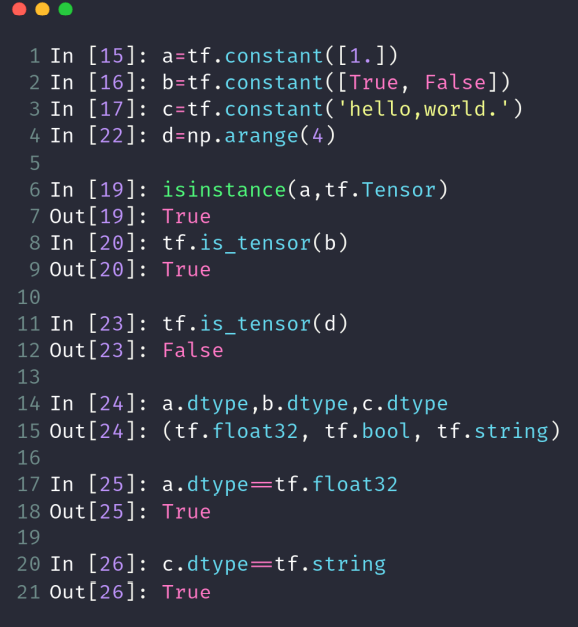 1 In [15]: a=tf.constant([1.])
2 In [16]: b=tf.constant([True, False])
3 In [17]: c=tf.constant('hello,world.')
4 In [22]: d=np.arange(4)
5
6 In [19]: isinstance(a,tf.Tensor)
7 Out[19]: True
8 In [20]: tf.is_tensor(b)
9 Out[20]: True
10
11 In [23]: tf.is_tensor(d)
12 Out[23]: False
13
14 In [24]: a.dtype,b.dtype,c.dtype
15 Out[24]: (tf.float32, tf.bool, tf.string)
16
17 In [25]: a.dtype==tf.float32
18 Out[25]: True
19
20 In [26]: c.dtype==tf.string
21 Out[26]: True